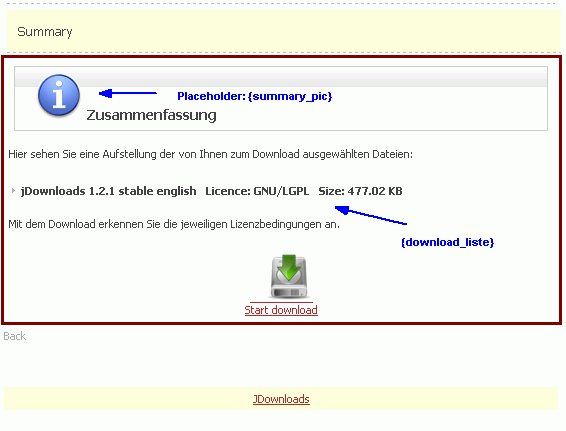 Summary
Placeholder: {summary_pic}
Zusammenfassung
Hier sehen Sie eine Aufstellung der von Ihnen zum Download ausgewählten Dateien:
jDownloads 1.2.1 stable english Licence: GNU/LGPL Size: 477.02 KB
Mit dem Download erkennen Sie die jeweiligen Lizenzbedingungen an.
{download_liste}
Start download
Back
JDownloads